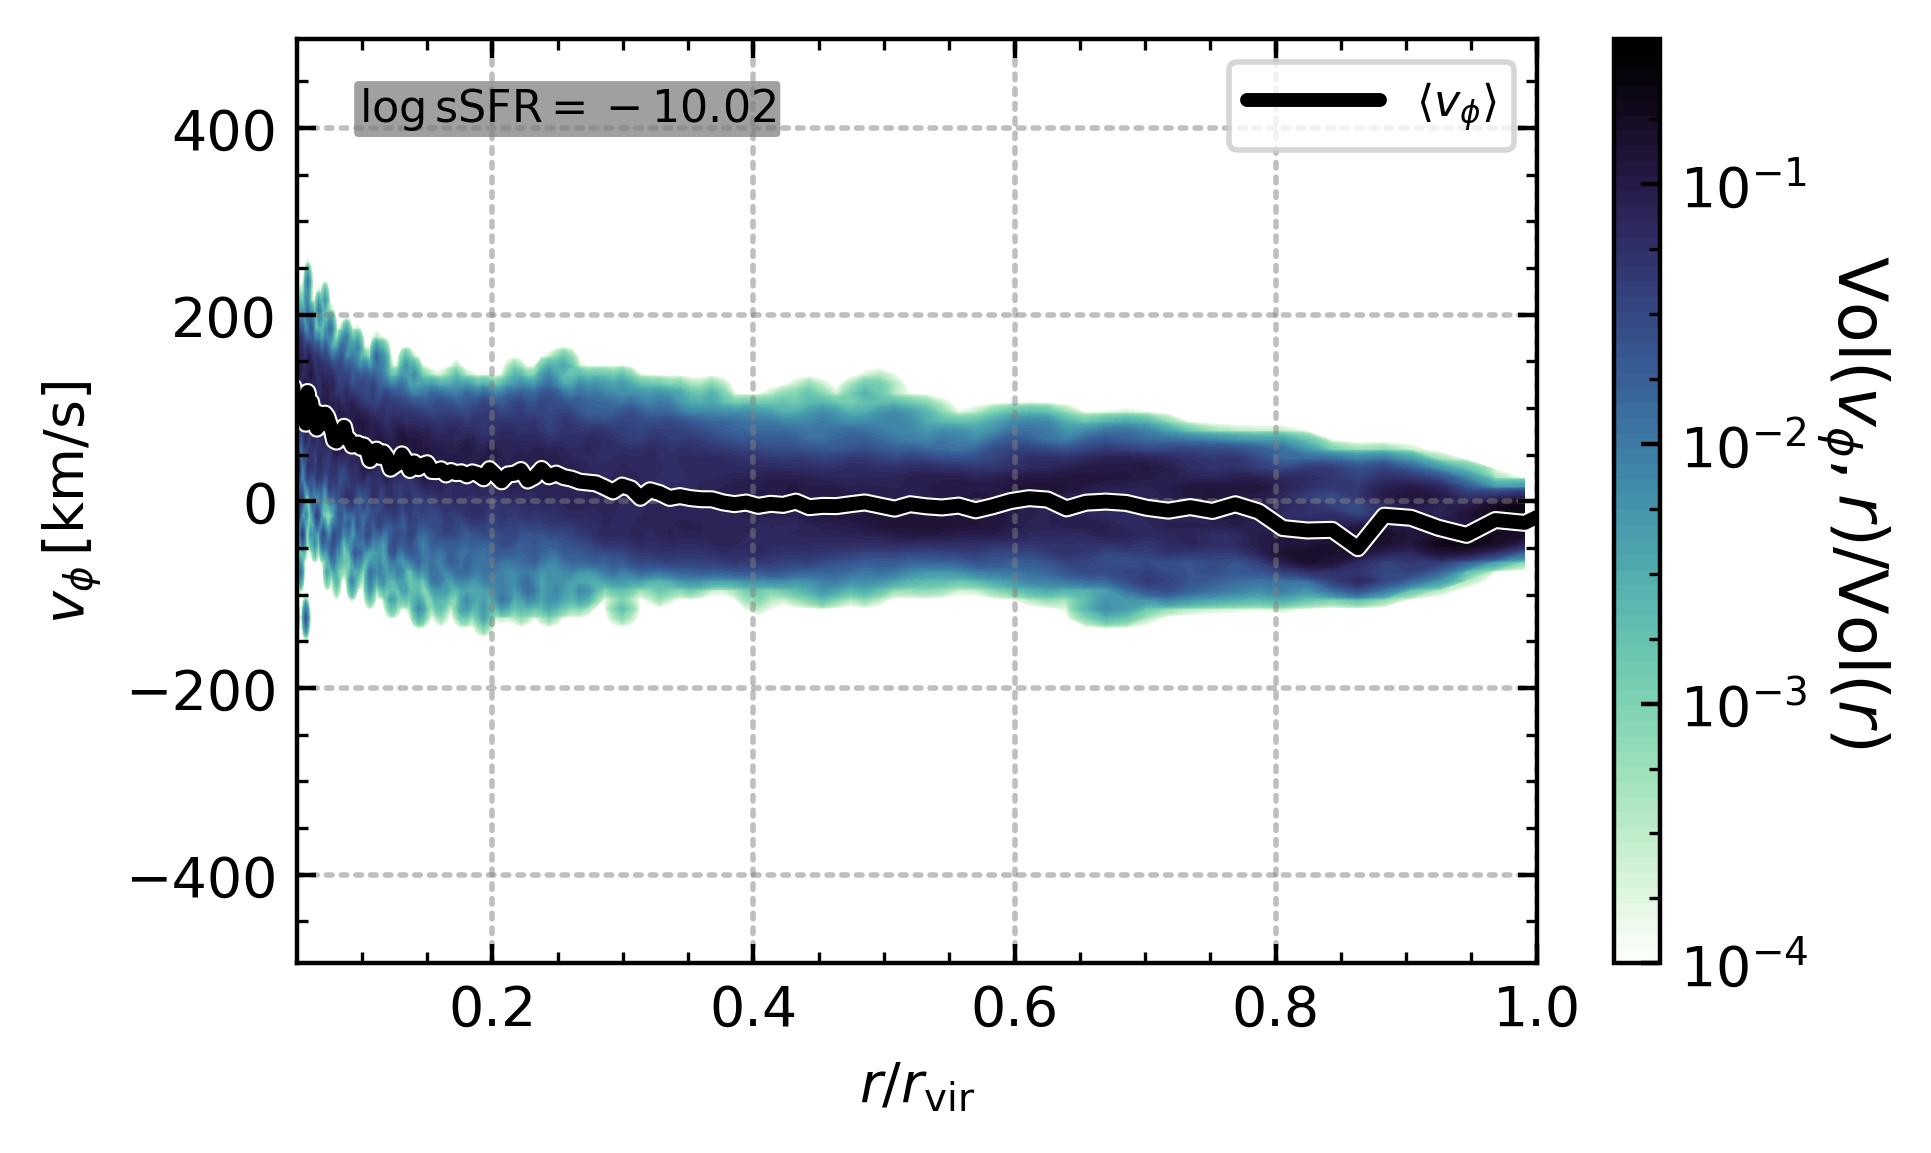 log sSFR = −10.02
⟨v_ϕ⟩
400
200
0
−200
−400
v_ϕ [km/s]
0.2
0.4
0.6
0.8
1.0
r/r_vir
10^−1
10^−2
10^−3
10^−4
Vol(v_ϕ, r)/Vol(r)